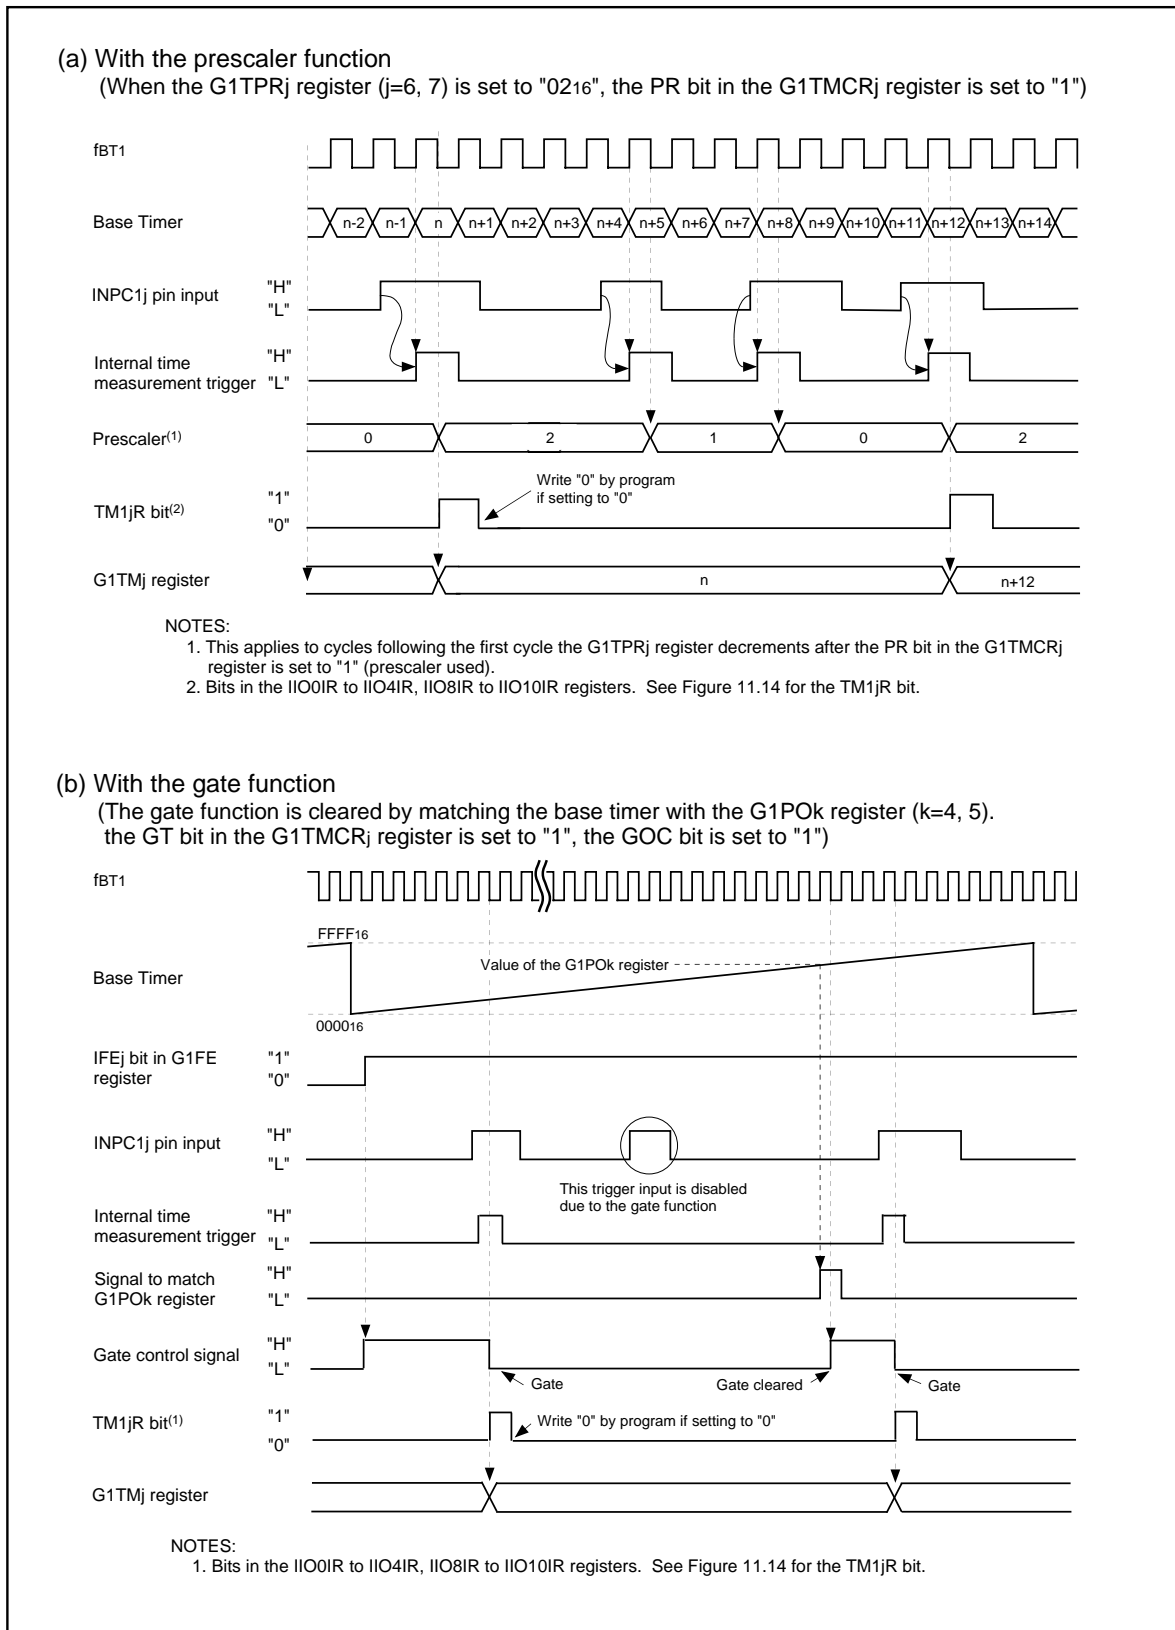 (a) With the prescaler function
(When the G1TPRj register (j=6, 7) is set to "0216", the PR bit in the G1TMCRj register is set to "1")
fBT1
Base Timer
n-2 n-1 n n+1 n+2 n+3 n+4 n+5 n+6 n+7 n+8 n+9 n+10 n+11 n+12 n+13 n+14
INPC1j pin input
"H"
"L"
Internal time
measurement trigger
"H"
"L"
Prescaler(1)
0 2 1 0 2
Write "0" by program
if setting to "0"
TM1jR bit(2)
"1"
"0"
G1TMj register
n n+12
NOTES:
1. This applies to cycles following the first cycle the G1TPRj register decrements after the PR bit in the G1TMCRj
register is set to "1" (prescaler used).
2. Bits in the IIO0IR to IIO4IR, IIO8IR to IIO10IR registers. See Figure 11.14 for the TM1jR bit.
(b) With the gate function
(The gate function is cleared by matching the base timer with the G1POk register (k=4, 5).
the GT bit in the G1TMCRj register is set to "1", the GOC bit is set to "1")
fBT1
FFFF16
Base Timer
Value of the G1POk register
000016
IFEj bit in G1FE
register
"1"
"0"
INPC1j pin input
"H"
"L"
This trigger input is disabled
due to the gate function
Internal time
measurement trigger
"H"
"L"
Signal to match
G1POk register
"H"
"L"
Gate control signal
"H"
"L"
Gate Gate cleared Gate
TM1jR bit(1)
"1"
"0"
Write "0" by program if setting to "0"
G1TMj register
NOTES:
1. Bits in the IIO0IR to IIO4IR, IIO8IR to IIO10IR registers. See Figure 11.14 for the TM1jR bit.